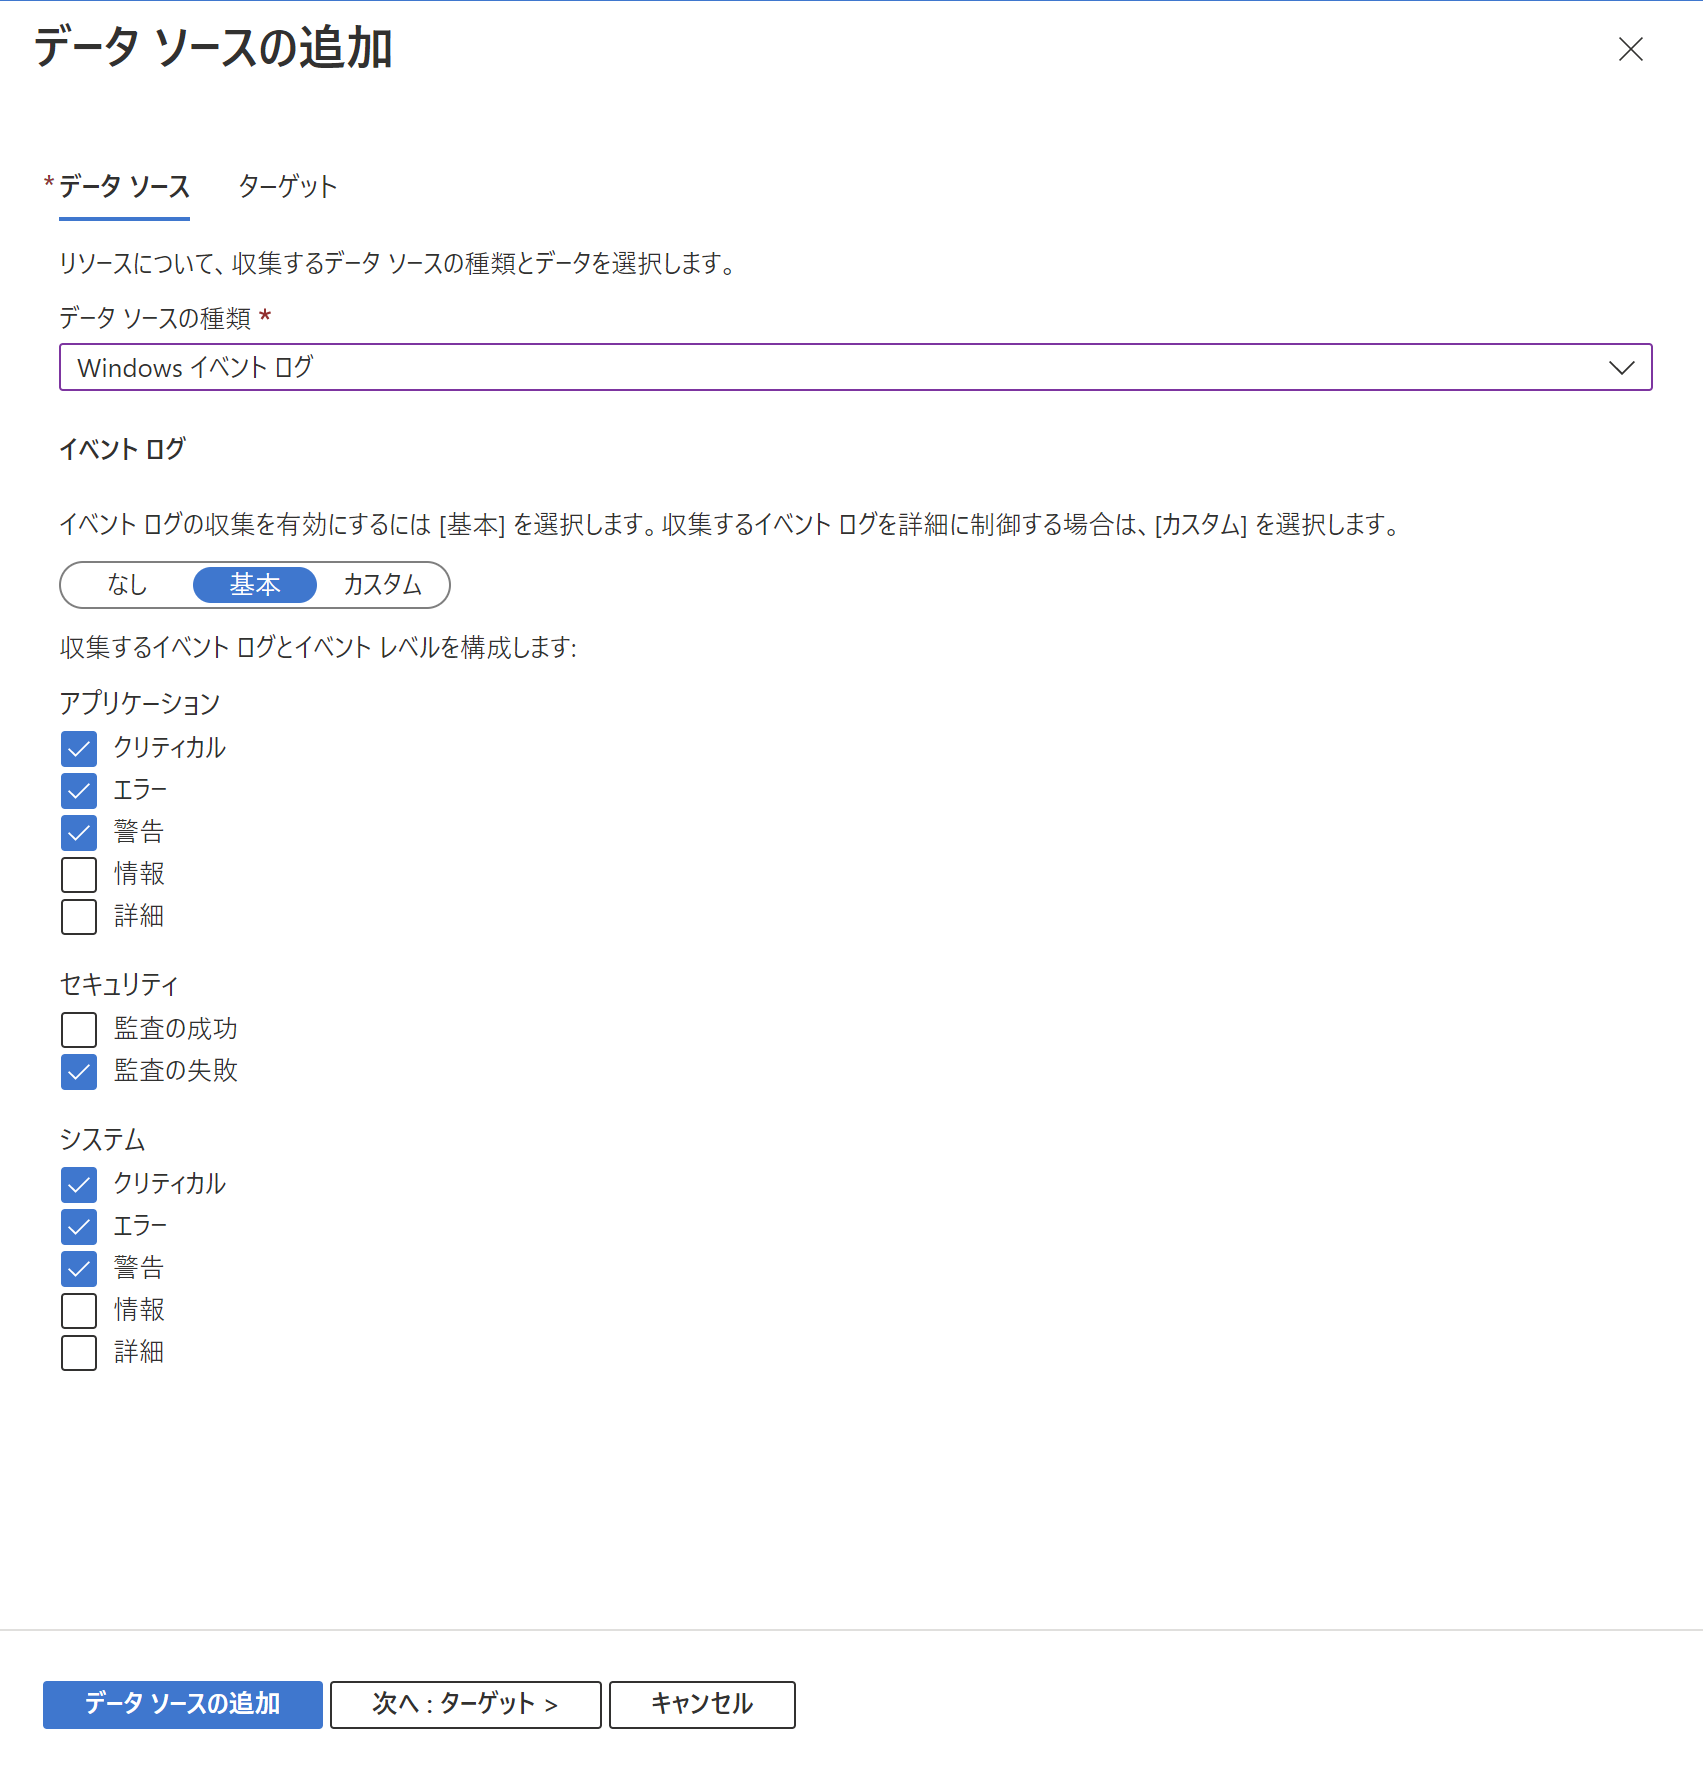 データ ソースの追加
* データ ソース ターゲット
リソースについて、収集するデータ ソースの種類とデータを選択します。
データ ソースの種類 *
Windows イベント ログ
イベント ログ
イベント ログの収集を有効にするには [基本] を選択します。収集するイベント ログを詳細に制御する場合は、[カスタム] を選択します。
なし 基本 カスタム
収集するイベント ログとイベント レベルを構成します:
アプリケーション
クリティカル
エラー
警告
情報
詳細
セキュリティ
監査の成功
監査の失敗
システム
クリティカル
エラー
警告
情報
詳細
データ ソースの追加 次へ : ターゲット > キャンセル